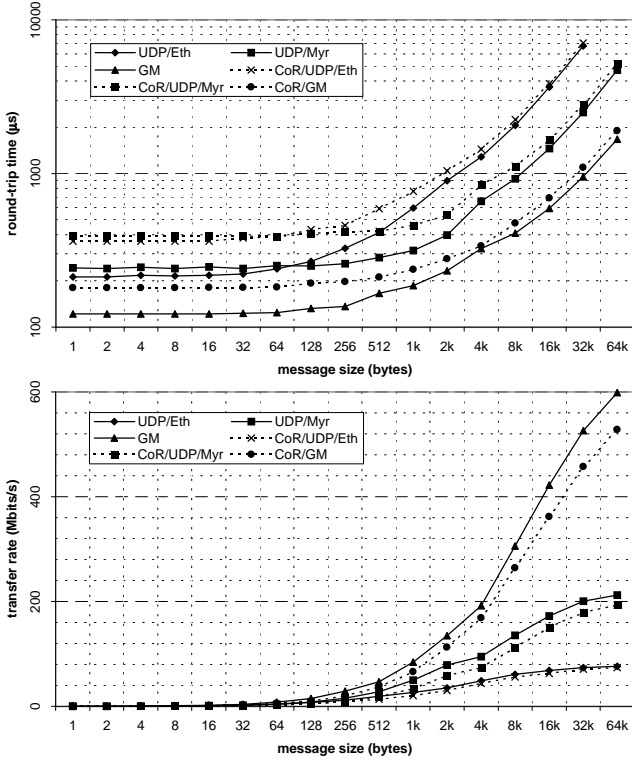 10000
1000
100
round-trip time (µs)
UDP/Eth UDP/Myr
GM CoR/UDP/Eth
CoR/UDP/Myr CoR/GM
1 2 4 8 16 32 64 128 256 512 1k 2k 4k 8k 16k 32k 64k
message size (bytes)
600
400
200
0
transfer rate (Mbits/s)
UDP/Eth UDP/Myr
GM CoR/UDP/Eth
CoR/UDP/Myr CoR/GM
1 2 4 8 16 32 64 128 256 512 1k 2k 4k 8k 16k 32k 64k
message size (bytes)